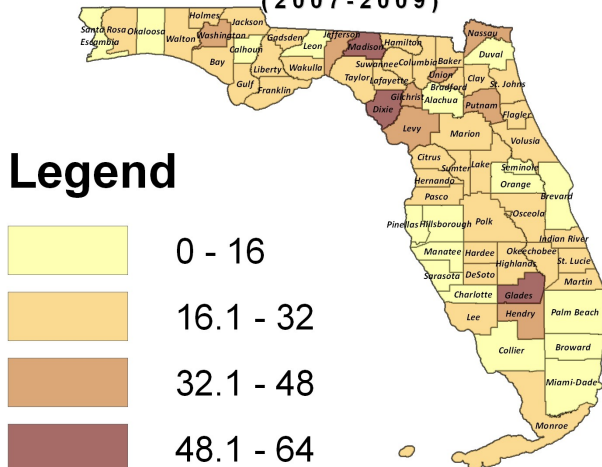 (2007-2009)
Holmes
Jackson
Santa Rosa
Okaloosa
Walton
Washington
Escambia
Calhoun
Gadsden
Leon
Jefferson
Madison
Hamilton
Nassau
Bay
Liberty
Wakulla
Suwannee
Columbia
Baker
Duval
Gulf
Franklin
Taylor
Lafayette
Union
Clay
St. Johns
Bradford
Gilchrist
Alachua
Putnam
Dixie
Flagler
Levy
Marion
Volusia
Legend
Citrus
Sumter
Lake
Seminole
Hernando
Orange
Pasco
Brevard
Pinellas
Hillsborough
Polk
Osceola
0 - 16
Indian River
Manatee
Hardee
Okeechobee
Highlands
St. Lucie
Sarasota
DeSoto
Martin
Charlotte
Glades
16.1 - 32
Lee
Hendry
Palm Beach
Collier
Broward
32.1 - 48
Miami-Dade
Monroe
48.1 - 64